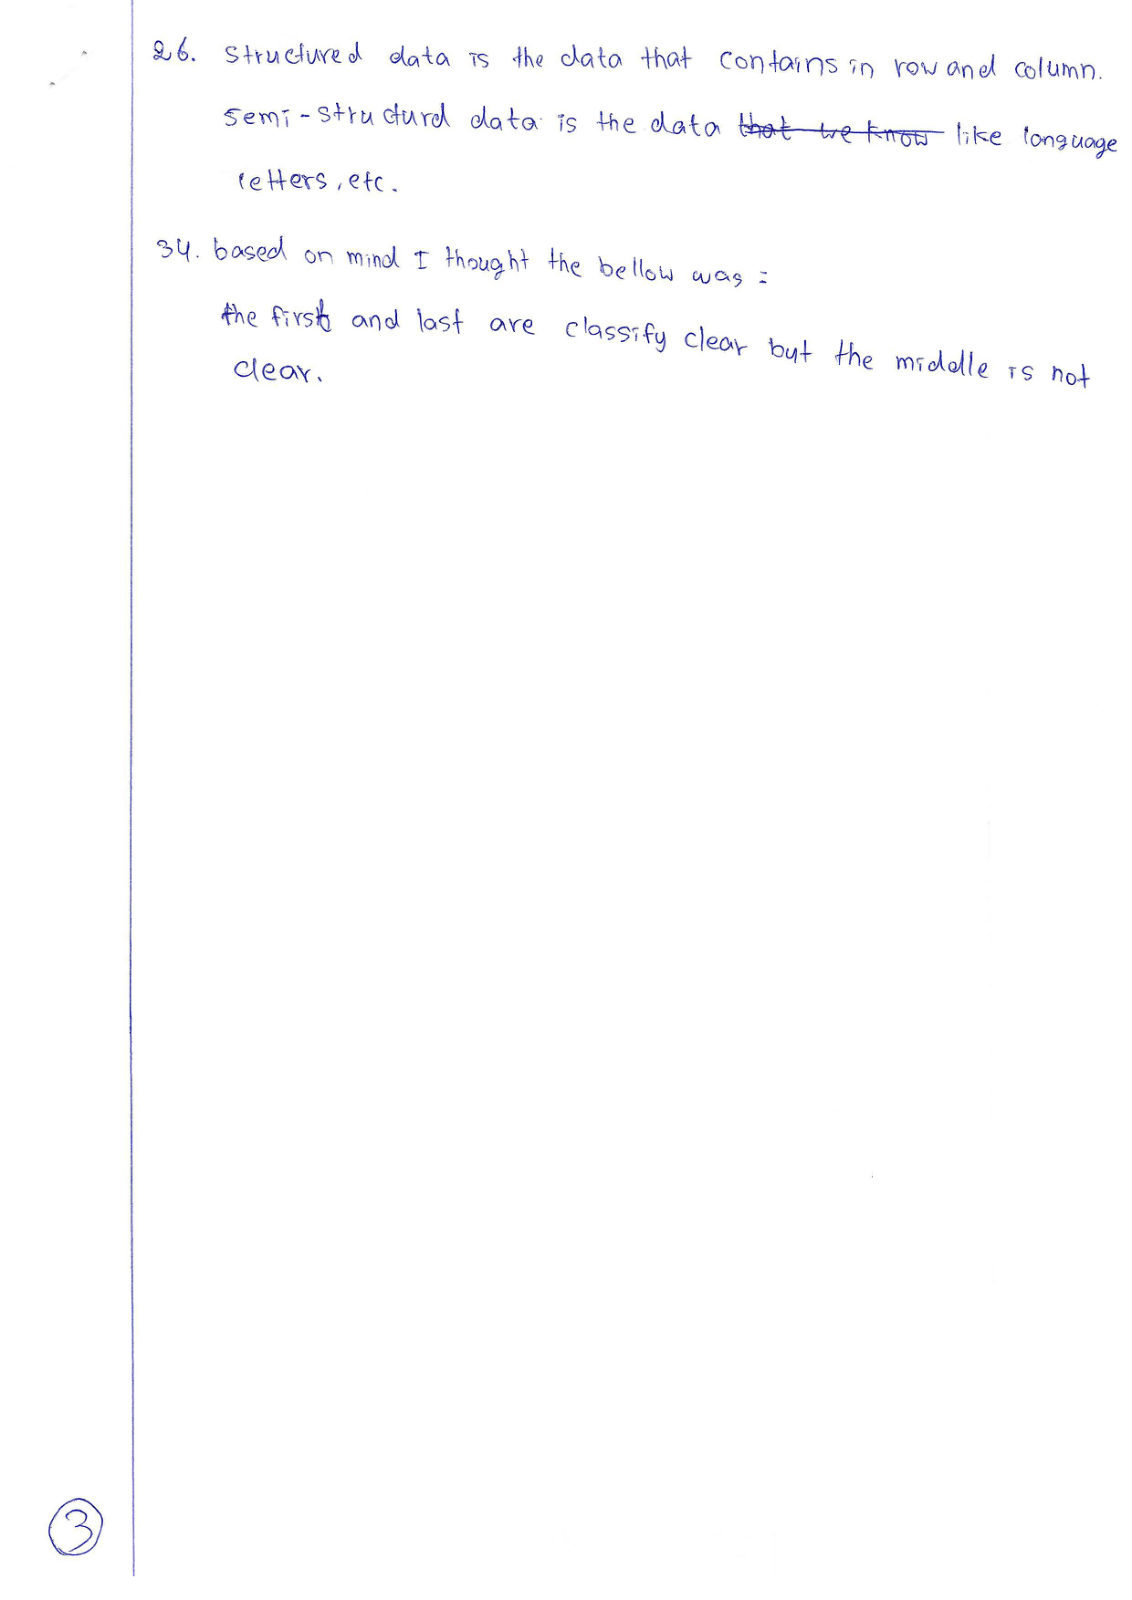 26. Structured data is the data that contains in row and column.
Semi-structurd data is the data that we know like language
letters, etc.
34. based on mind I thought the bellow was :
the first and last are classify clear but the middle is not
clear.
3